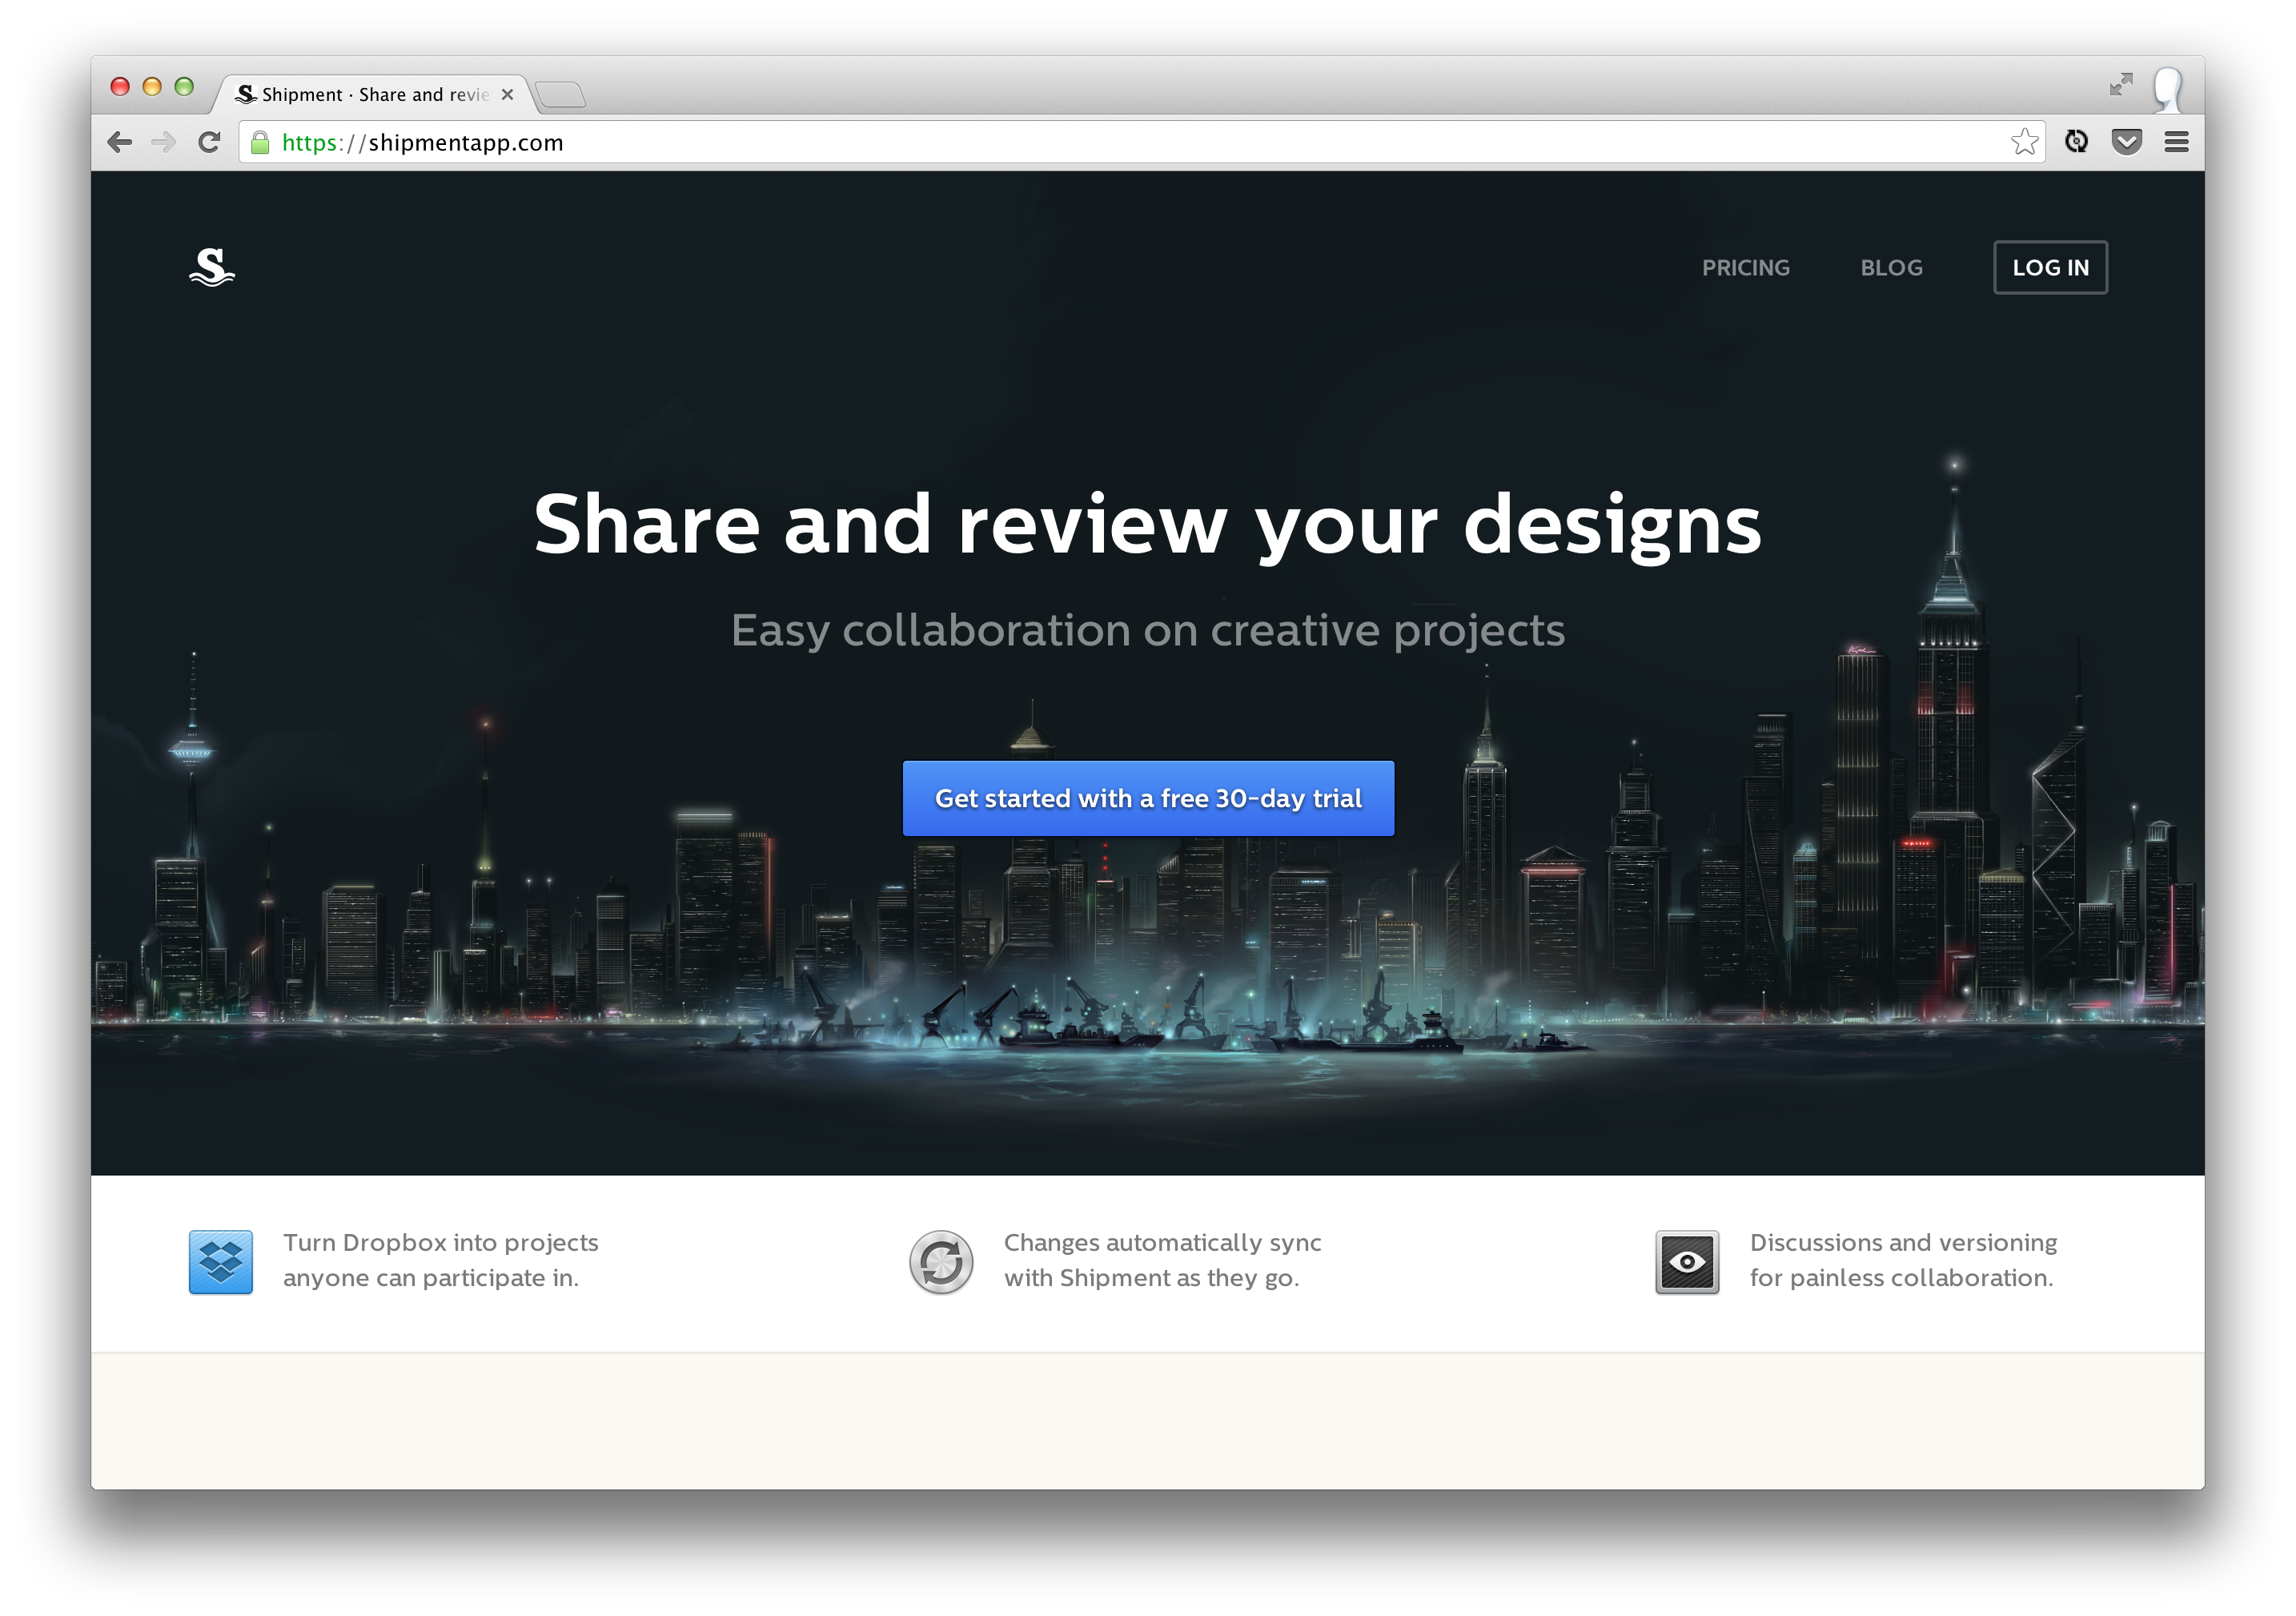 Shipment · Share and revie
https://shipmentapp.com
S
PRICING
BLOG
LOG IN
Share and review your designs
Easy collaboration on creative projects
Get started with a free 30-day trial
Turn Dropbox into projects
anyone can participate in.
Changes automatically sync
with Shipment as they go.
Discussions and versioning
for painless collaboration.